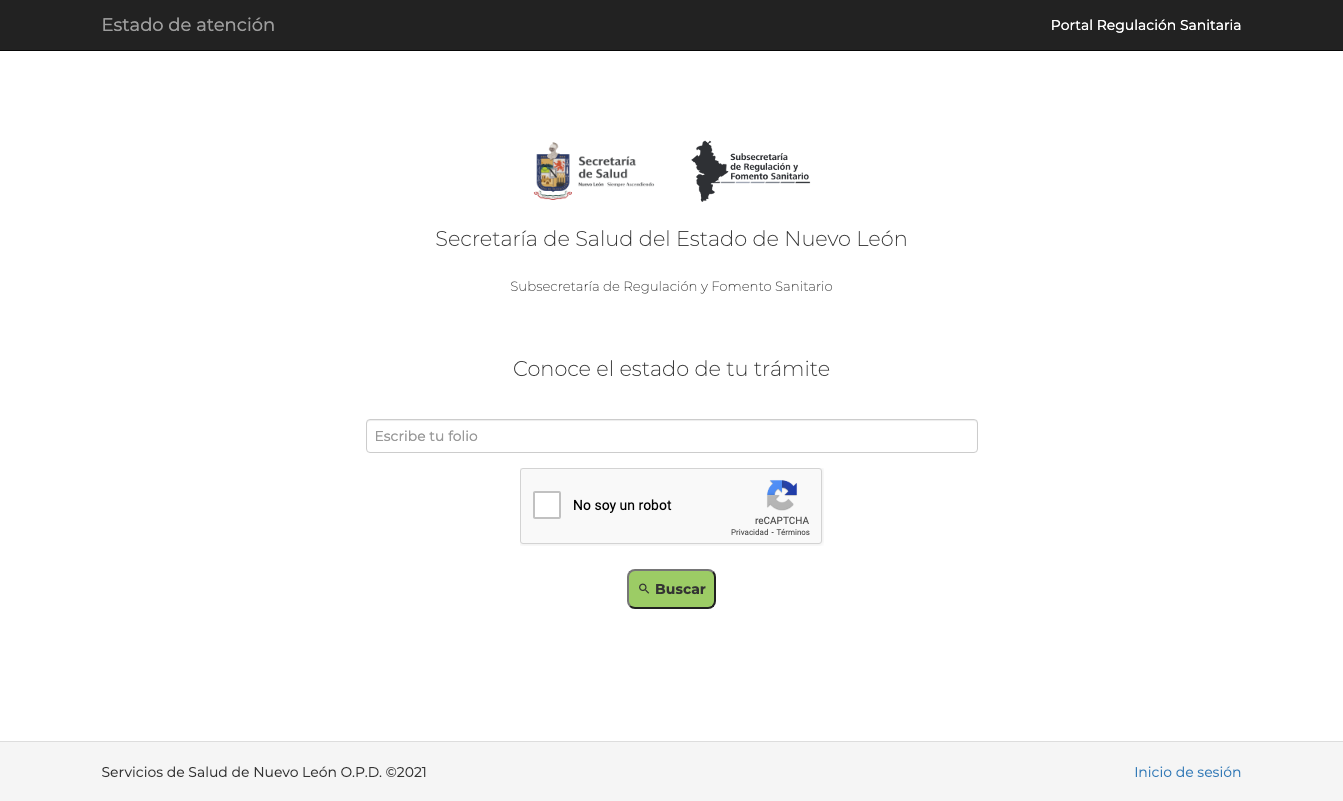 Estado de atención
Portal Regulación Sanitaria
Secretaría
de Salud
Nuevo León Siempre Ascendiendo
Subsecretaría
de Regulación y
Fomento Sanitario
Secretaría de Salud del Estado de Nuevo León
Subsecretaría de Regulación y Fomento Sanitario
Conoce el estado de tu trámite
Escribe tu folio
No soy un robot
reCAPTCHA
Privacidad - Términos
Buscar
Servicios de Salud de Nuevo León O.P.D. ©2021
Inicio de sesión